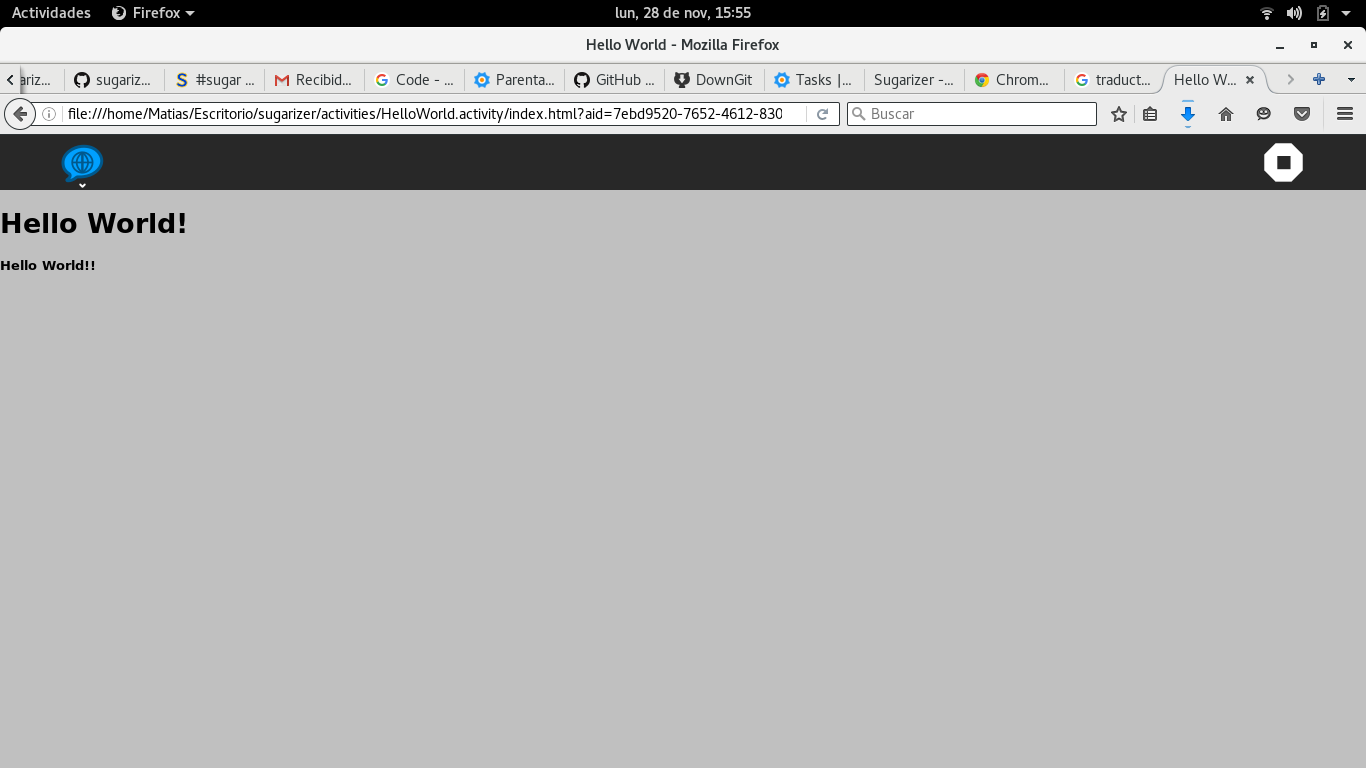 Actividades Firefox lun, 28 de nov, 15:55
Hello World - Mozilla Firefox
ariz... sugariz... #sugar ... Recibid... Code - ... Parenta... GitHub ... DownGit Tasks |... Sugarizer -... Chrom... traduct... Hello W...
file:///home/Matias/Escritorio/sugarizer/activities/HelloWorld.activity/index.html?aid=7ebd9520-7652-4612-830 Buscar
Hello World!
Hello World!!